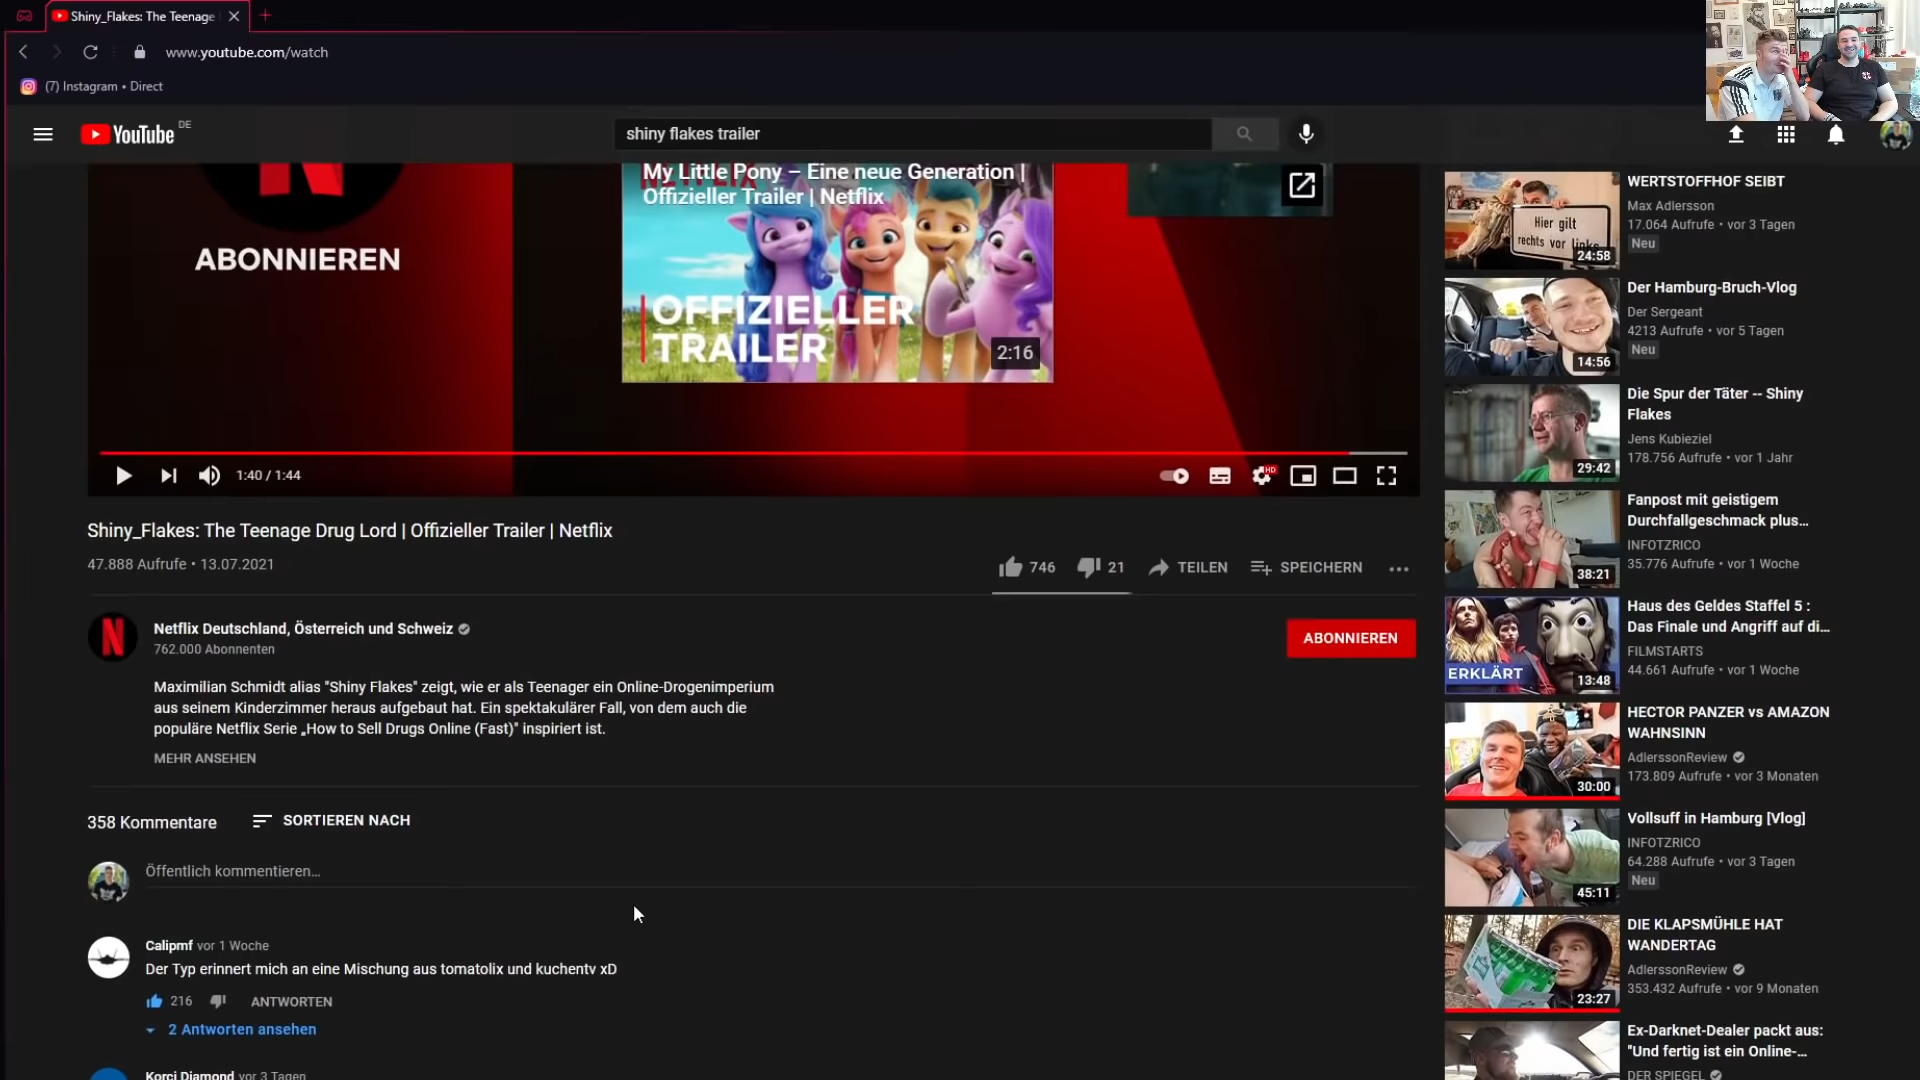 Shiny_Flakes: The Teenage
www.youtube.com/watch
(7) Instagram • Direct
YouTube DE
shiny flakes trailer
ABONNIEREN
My Little Pony – Eine neue Generation |
Offizieller Trailer | Netflix
OFFIZIELLER
TRAILER
2:16
1:40 / 1:44
HD
Shiny_Flakes: The Teenage Drug Lord | Offizieller Trailer | Netflix
47.888 Aufrufe • 13.07.2021
746
21
TEILEN
SPEICHERN
Netflix Deutschland, Österreich und Schweiz
762.000 Abonnenten
ABONNIEREN
Maximilian Schmidt alias "Shiny Flakes" zeigt, wie er als Teenager ein Online-Drogenimperium
aus seinem Kinderzimmer heraus aufgebaut hat. Ein spektakulärer Fall, von dem auch die
populäre Netflix Serie „How to Sell Drugs Online (Fast)" inspiriert ist.
MEHR ANSEHEN
358 Kommentare
SORTIEREN NACH
Öffentlich kommentieren...
Calipmf vor 1 Woche
Der Typ erinnert mich an eine Mischung aus tomatolix und kuchentv xD
216
ANTWORTEN
2 Antworten ansehen
Korci Diamond vor 3 Tagen
Hier gilt
rechts vor links
24:58
WERTSTOFFHOF SEIBT
Max Adlersson
17.064 Aufrufe • vor 3 Tagen
Neu
14:56
Der Hamburg-Bruch-Vlog
Der Sergeant
4213 Aufrufe • vor 5 Tagen
Neu
29:42
Die Spur der Täter -- Shiny
Flakes
Jens Kubieziel
178.756 Aufrufe • vor 1 Jahr
38:21
Fanpost mit geistigem
Durchfallgeschmack plus...
INFOTZRICO
35.776 Aufrufe • vor 1 Woche
ERKLÄRT
13:48
Haus des Geldes Staffel 5 :
Das Finale und Angriff auf di...
FILMSTARTS
44.661 Aufrufe • vor 1 Woche
30:00
HECTOR PANZER vs AMAZON
WAHNSINN
AdlerssonReview
173.809 Aufrufe • vor 3 Monaten
45:11
Vollsuff in Hamburg [Vlog]
INFOTZRICO
64.288 Aufrufe • vor 3 Tagen
Neu
23:27
DIE KLAPSMÜHLE HAT
WANDERTAG
AdlerssonReview
353.432 Aufrufe • vor 9 Monaten
Ex-Darknet-Dealer packt aus:
"Und fertig ist ein Online-...
DER SPIEGEL